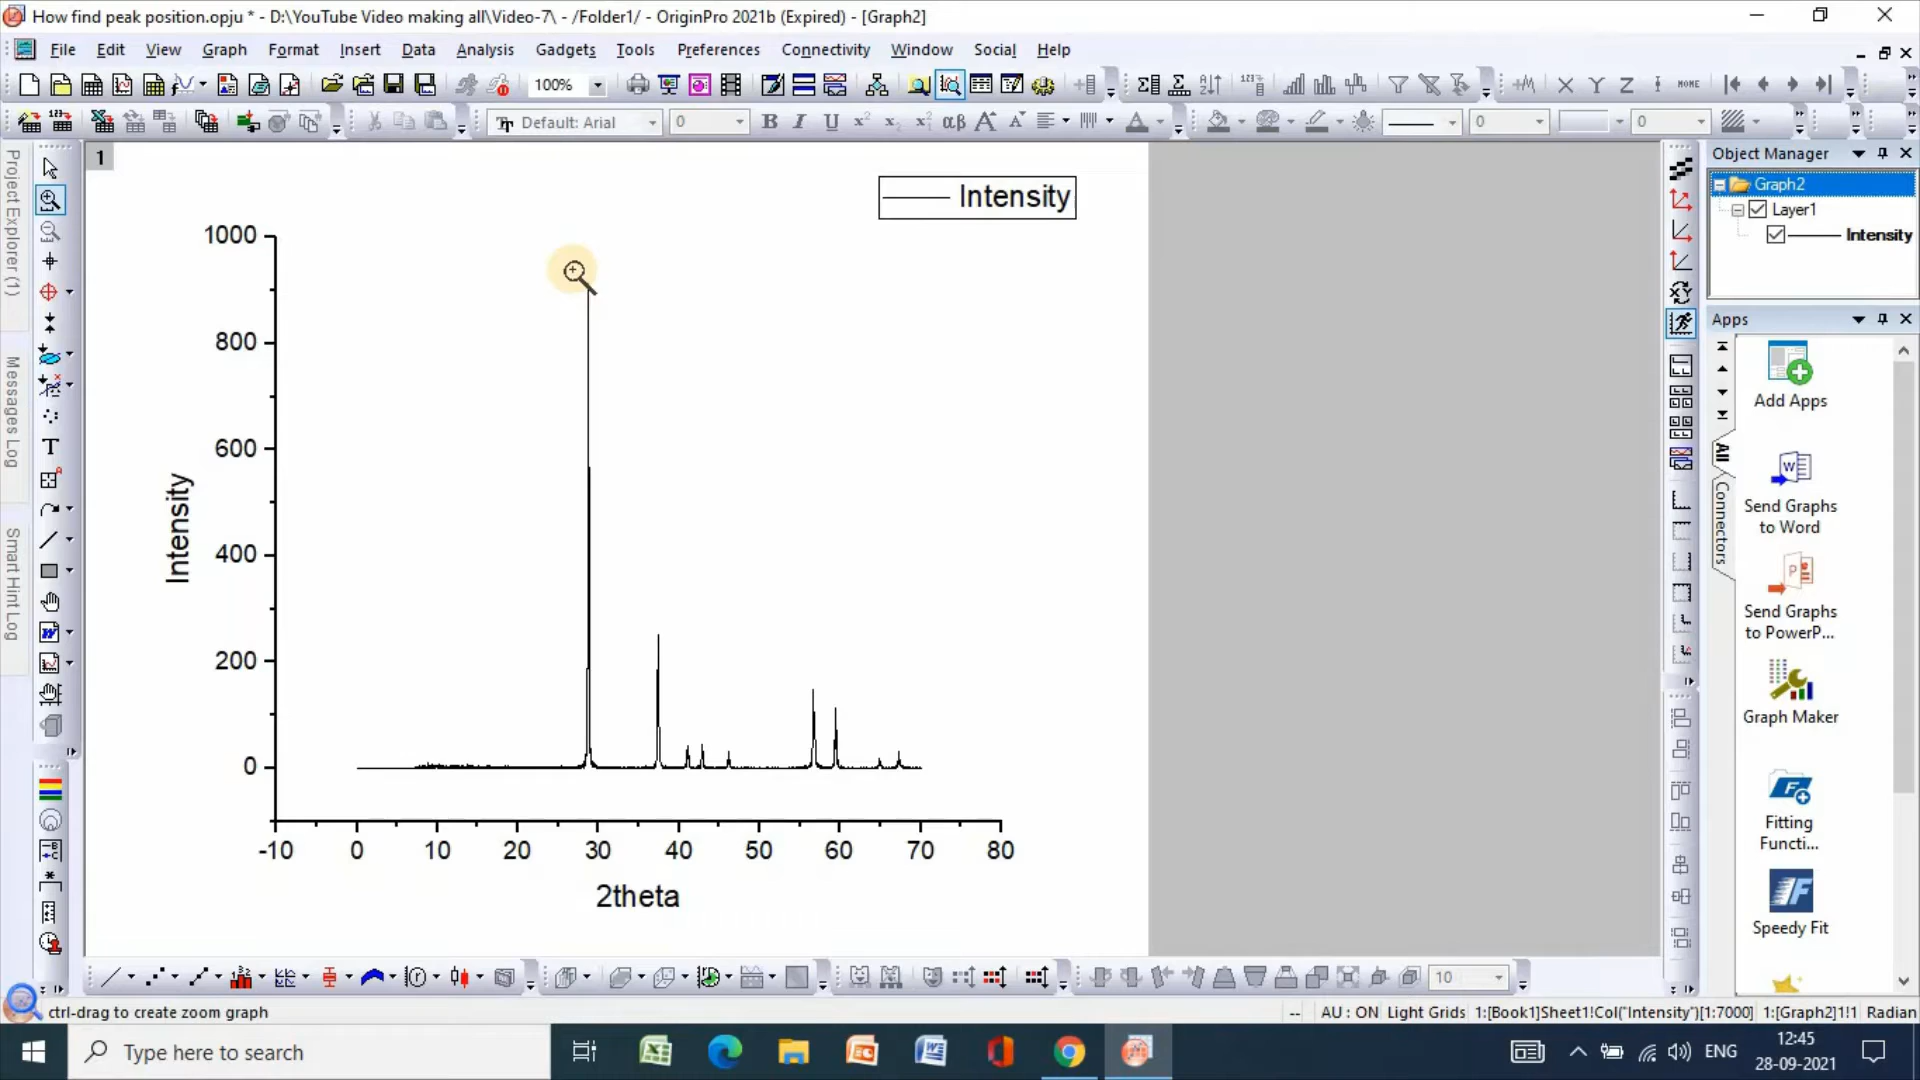 How find peak position.opju * - D:\YouTube Video making all\Video-7\ - /Folder1/ - OriginPro 2021b (Expired) - [Graph2]
File Edit View Graph Format Insert Data Analysis Gadgets Tools Preferences Connectivity Window Social Help
100%
X Y Z HOME
Default: Arial 0 B I U αβ A A A 0 0
Project Explorer (1)
Messages Log
Smart Hint Log
1
Intensity
1000
800
600
400
200
0
Intensity
-10 0 10 20 30 40 50 60 70 80
2theta
Object Manager
Graph2
Layer1
Intensity
Apps
All
Connectors
Add Apps
Send Graphs
to Word
Send Graphs
to PowerP...
Graph Maker
Fitting
Functi...
Speedy Fit
10
ctrl-drag to create zoom graph
-- AU : ON Light Grids 1:[Book1]Sheet1!Col("Intensity")[1:7000] 1:[Graph2]1!1 Radian
Type here to search
ENG
12:45
28-09-2021